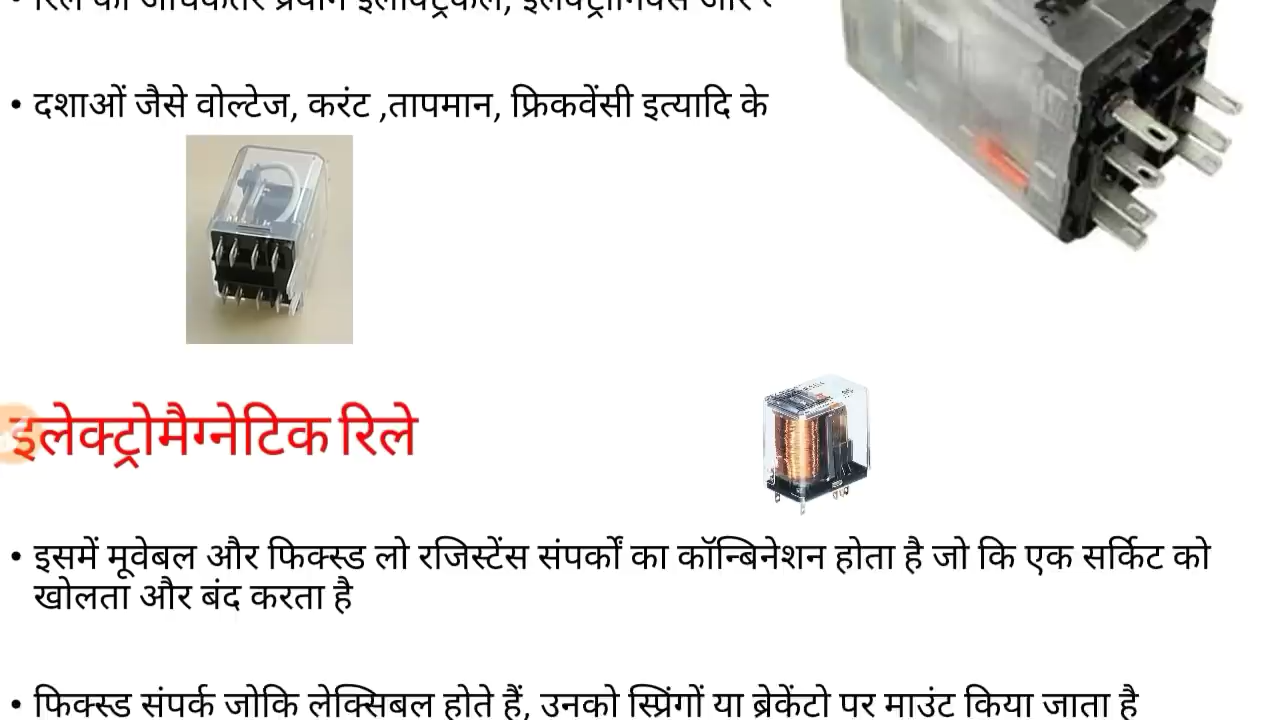 • दशाओं जैसे वोल्टेज, करंट ,तापमान, फ्रिकवेंसी इत्यादि के
इलेक्ट्रोमैग्नेटिक रिले
• इसमें मूवेबल और फिक्स्ड लो रजिस्टेंस संपर्कों का कॉम्बिनेशन होता है जो कि एक सर्किट को
खोलता और बंद करता है
• फिक्स्ड संपर्क जोकि लेक्सिबल होते हैं, उनको स्प्रिंगों या ब्रेकेंटो पर माउंट किया जाता है